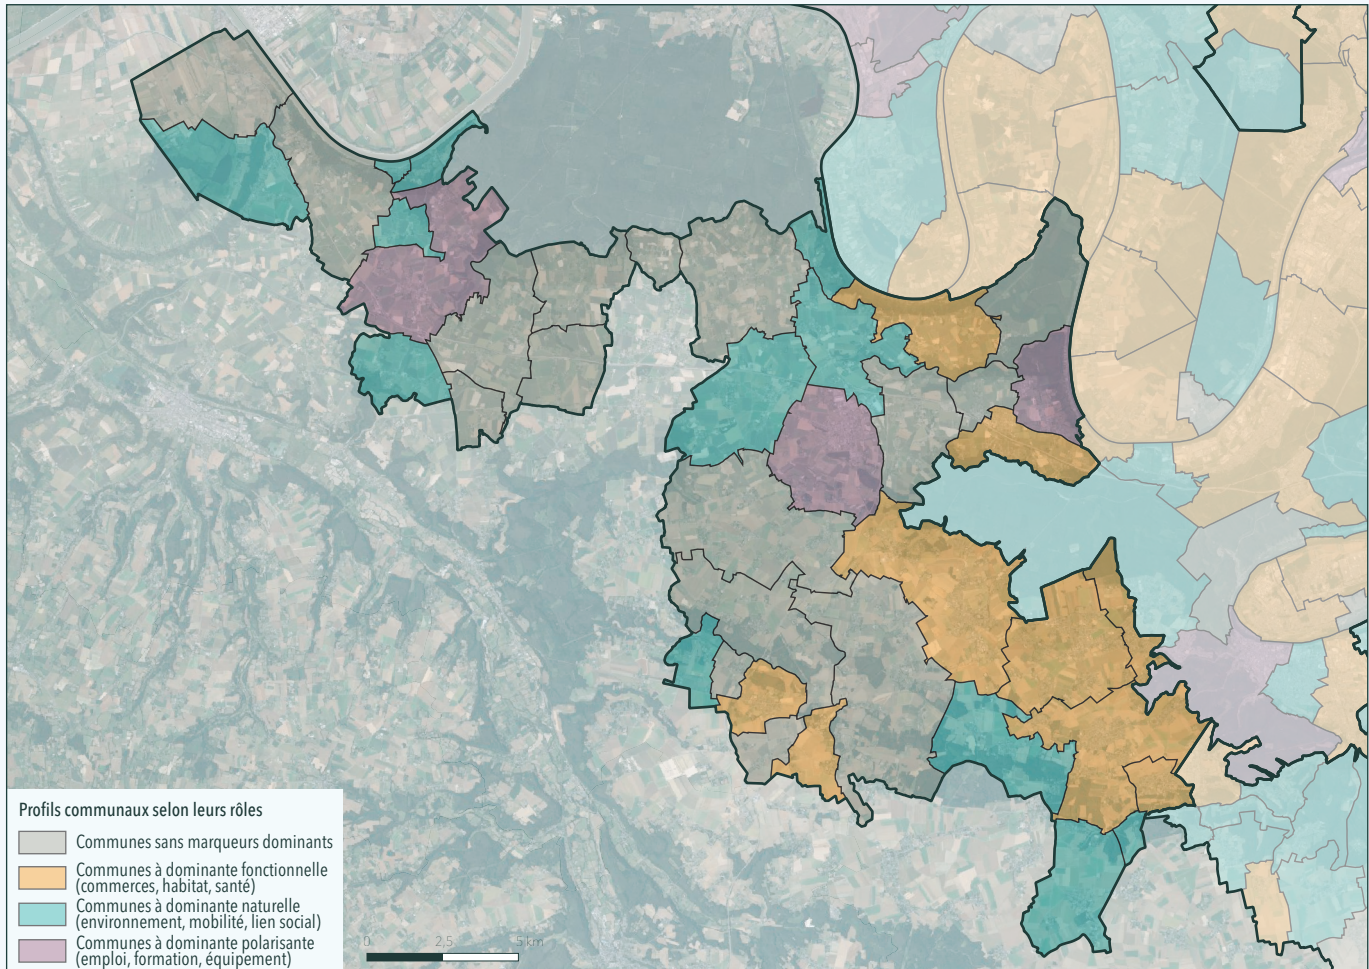 Profils communaux selon leurs rôles
Communes sans marqueurs dominants
Communes à dominante fonctionnelle
(commerces, habitat, santé)
Communes à dominante naturelle
(environnement, mobilité, lien social)
Communes à dominante polarisante
(emploi, formation, équipement)
0 2,5 5 km